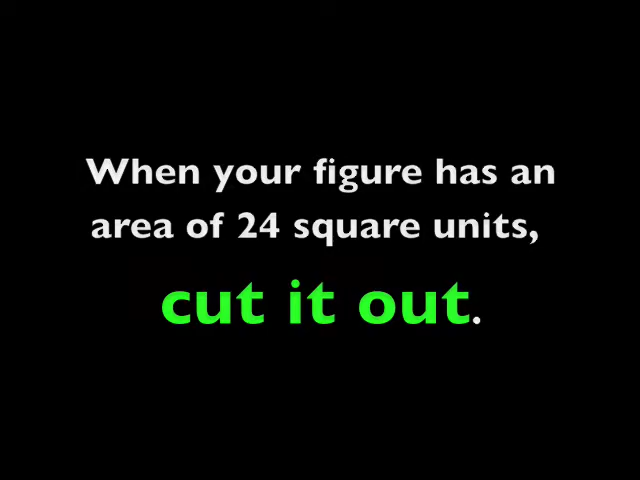 When your figure has an
area of 24 square units,
cut it out.